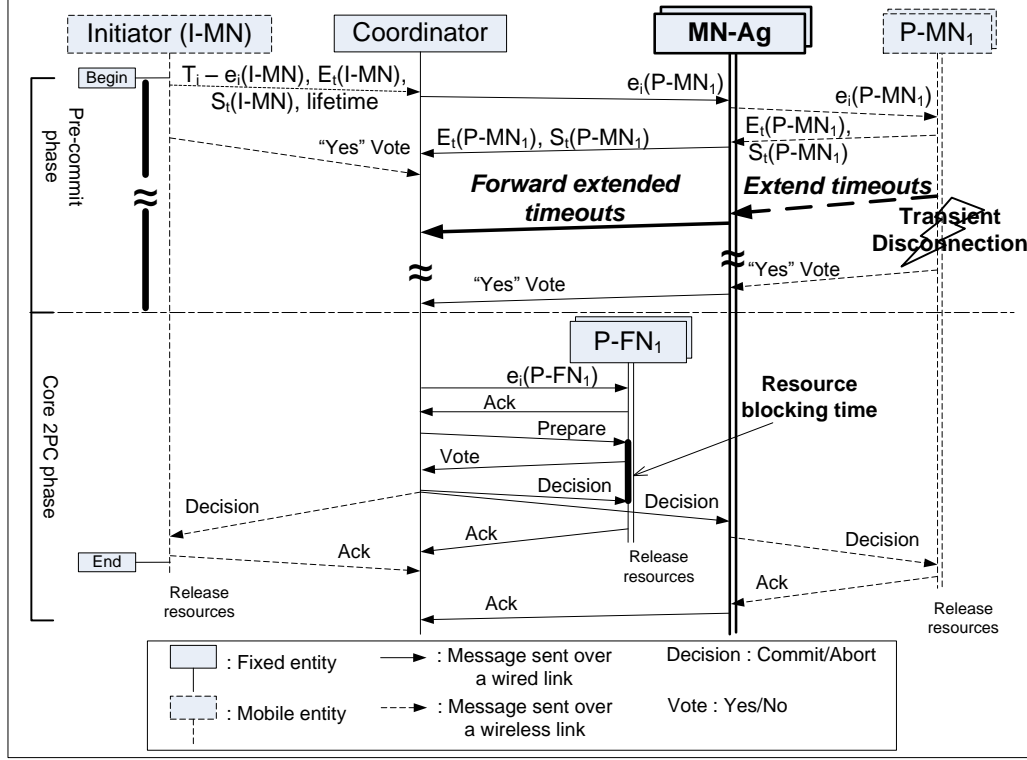 Initiator (I-MN)
Coordinator
MN-Ag
P-MN₁
Begin
Pre-commit
phase
Tᵢ – eᵢ(I-MN), Eₜ(I-MN),
Sₜ(I-MN), lifetime
eᵢ(P-MN₁)
eᵢ(P-MN₁)
Eₜ(P-MN₁),
Sₜ(P-MN₁)
Eₜ(P-MN₁), Sₜ(P-MN₁)
“Yes” Vote
Forward extended
timeouts
Extend timeouts
Transient
Disconnection
“Yes” Vote
“Yes” Vote
Core 2PC phase
P-FN₁
eᵢ(P-FN₁)
Ack
Prepare
Vote
Decision
Resource
blocking time
Decision
Decision
Decision
Ack
Ack
Ack
Ack
End
Release
resources
Release
resources
Release
resources
: Fixed entity
: Message sent over
a wired link
Decision : Commit/Abort
: Mobile entity
: Message sent over
a wireless link
Vote : Yes/No